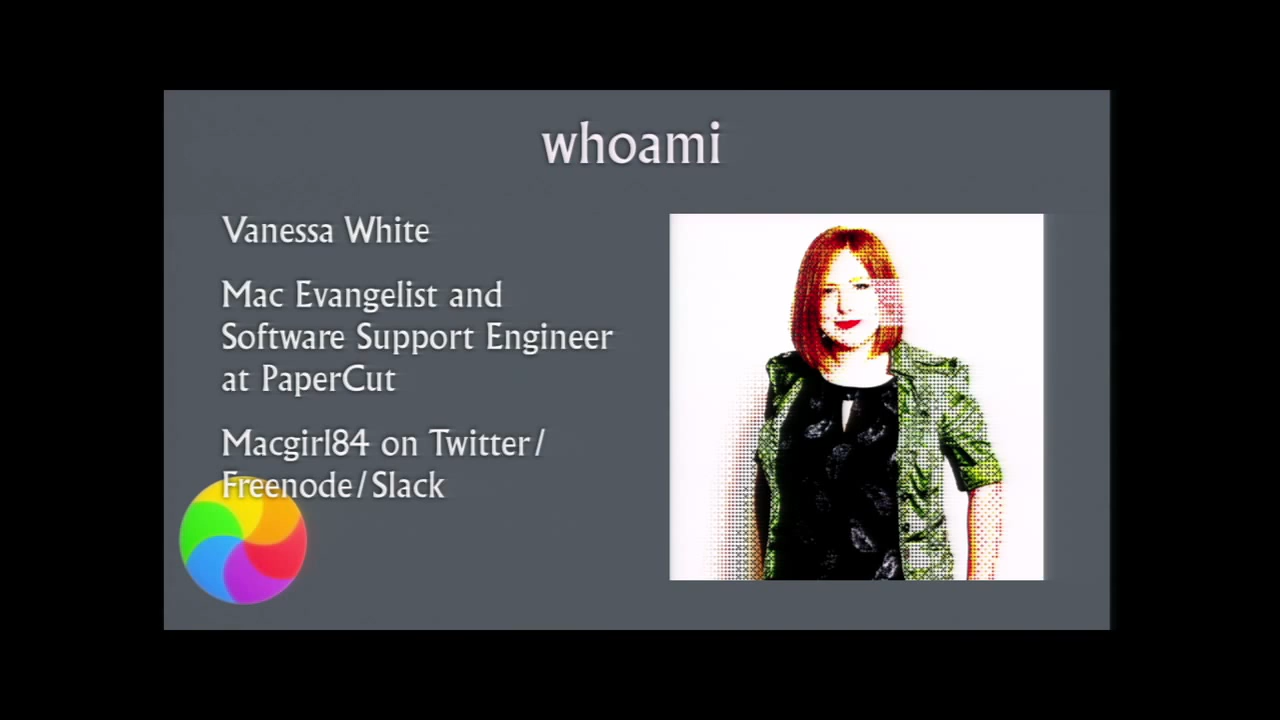 whoami
Vanessa White
Mac Evangelist and
Software Support Engineer
at PaperCut
Macgirl84 on Twitter/
Freenode/Slack